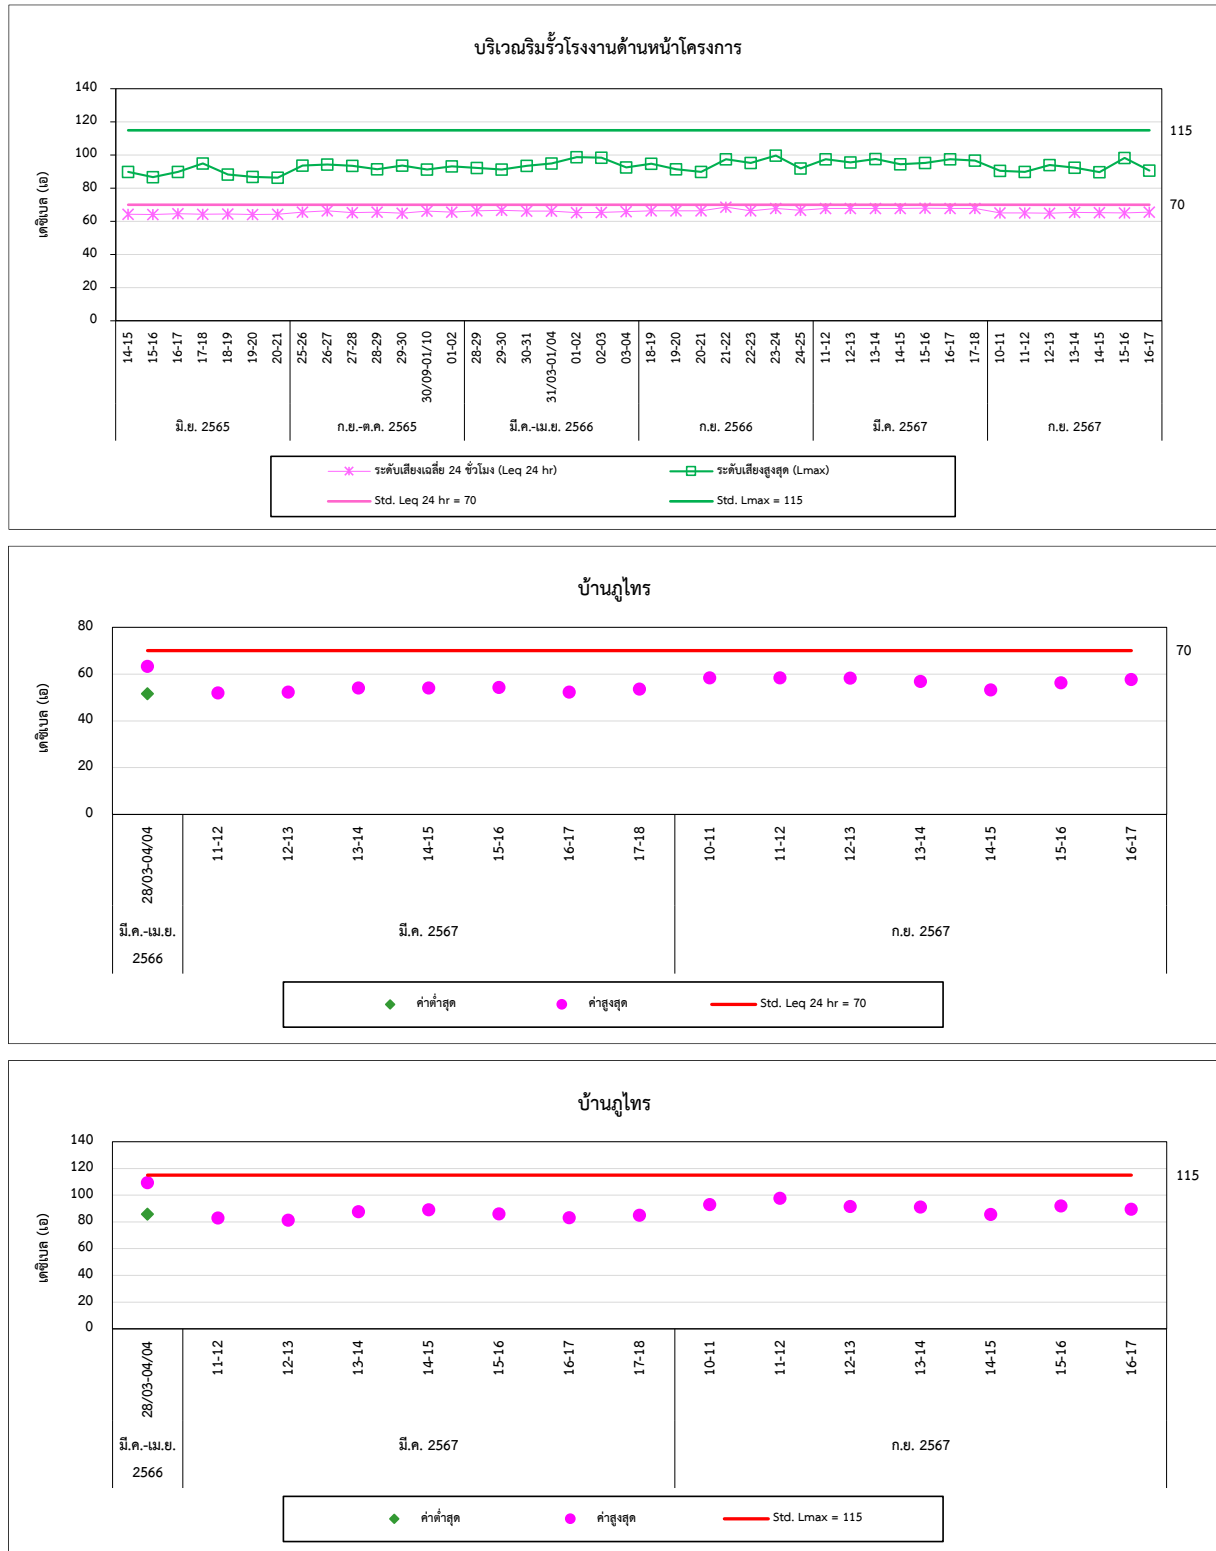 บริเวณริมรั้วโรงงานด้านหน้าโครงการ
เดซิเบล (เอ)
140
120
100
80
60
40
20
0
115
70
14-15 15-16 16-17 17-18 18-19 19-20 20-21 25-26 26-27 27-28 28-29 29-30 30/09-01/10 01-02 28-29 29-30 30-31 31/03-01/04 01-02 02-03 03-04 18-19 19-20 20-21 21-22 22-23 23-24 24-25 11-12 12-13 13-14 14-15 15-16 16-17 17-18 10-11 11-12 12-13 13-14 14-15 15-16 16-17
มิ.ย. 2565 ก.ย.-ต.ค. 2565 มี.ค.-เม.ย. 2566 ก.ย. 2566 มี.ค. 2567 ก.ย. 2567
ระดับเสียงเฉลี่ย 24 ชั่วโมง (Leq 24 hr) ระดับเสียงสูงสุด (Lmax)
Std. Leq 24 hr = 70 Std. Lmax = 115
บ้านภูไทร
เดซิเบล (เอ)
80
60
40
20
0
70
28/03-04/04 11-12 12-13 13-14 14-15 15-16 16-17 17-18 10-11 11-12 12-13 13-14 14-15 15-16 16-17
มี.ค.-เม.ย. มี.ค. 2567 ก.ย. 2567
2566
ค่าต่ำสุด ค่าสูงสุด Std. Leq 24 hr = 70
บ้านภูไทร
เดซิเบล (เอ)
140
120
100
80
60
40
20
0
115
28/03-04/04 11-12 12-13 13-14 14-15 15-16 16-17 17-18 10-11 11-12 12-13 13-14 14-15 15-16 16-17
มี.ค.-เม.ย. มี.ค. 2567 ก.ย. 2567
2566
ค่าต่ำสุด ค่าสูงสุด Std. Lmax = 115